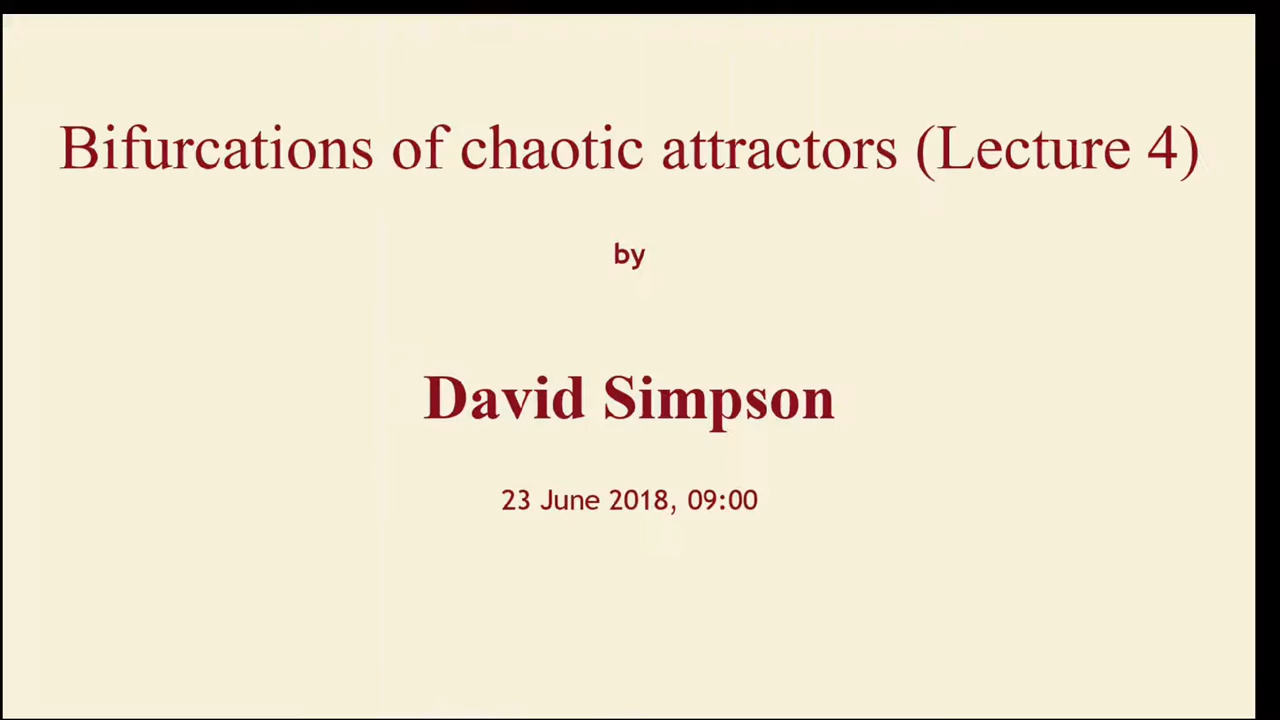 Bifurcations of chaotic attractors (Lecture 4)
by
David Simpson
23 June 2018, 09:00